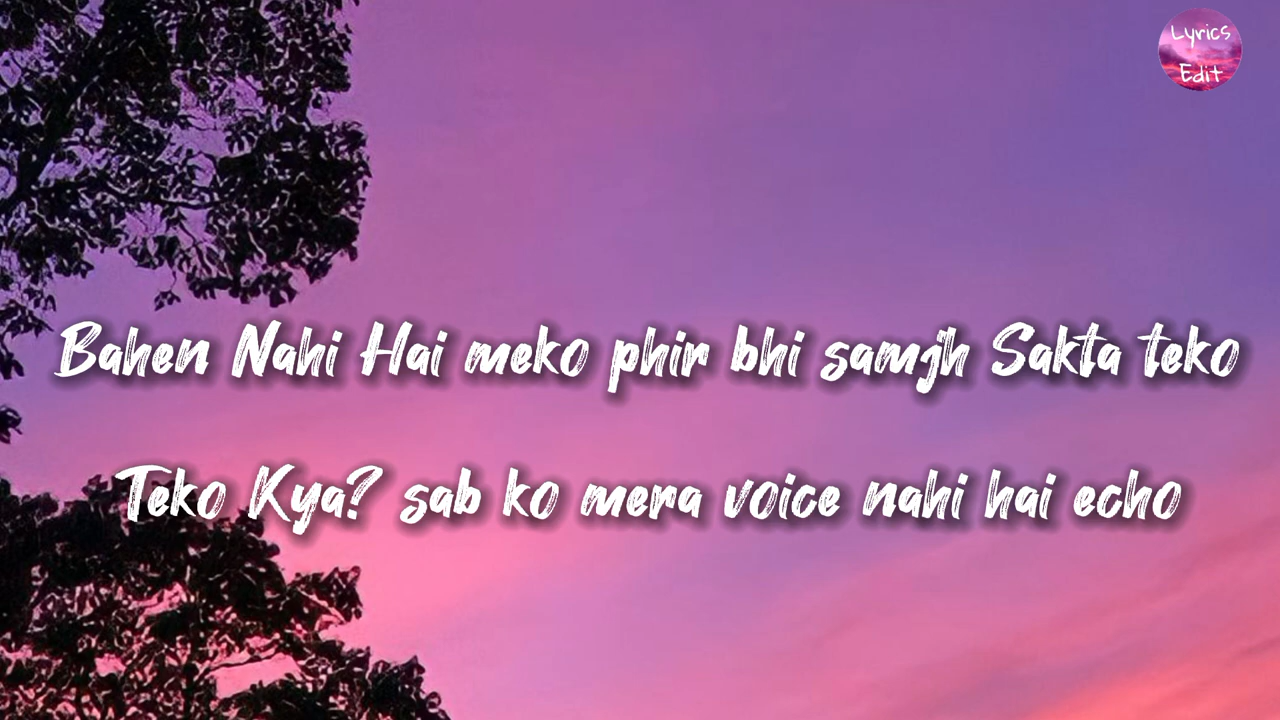 Lyrics
Edit
Bahen Nahi Hai meko phir bhi samjh Sakta teko
Teko Kya? sab ko mera voice nahi hai echo